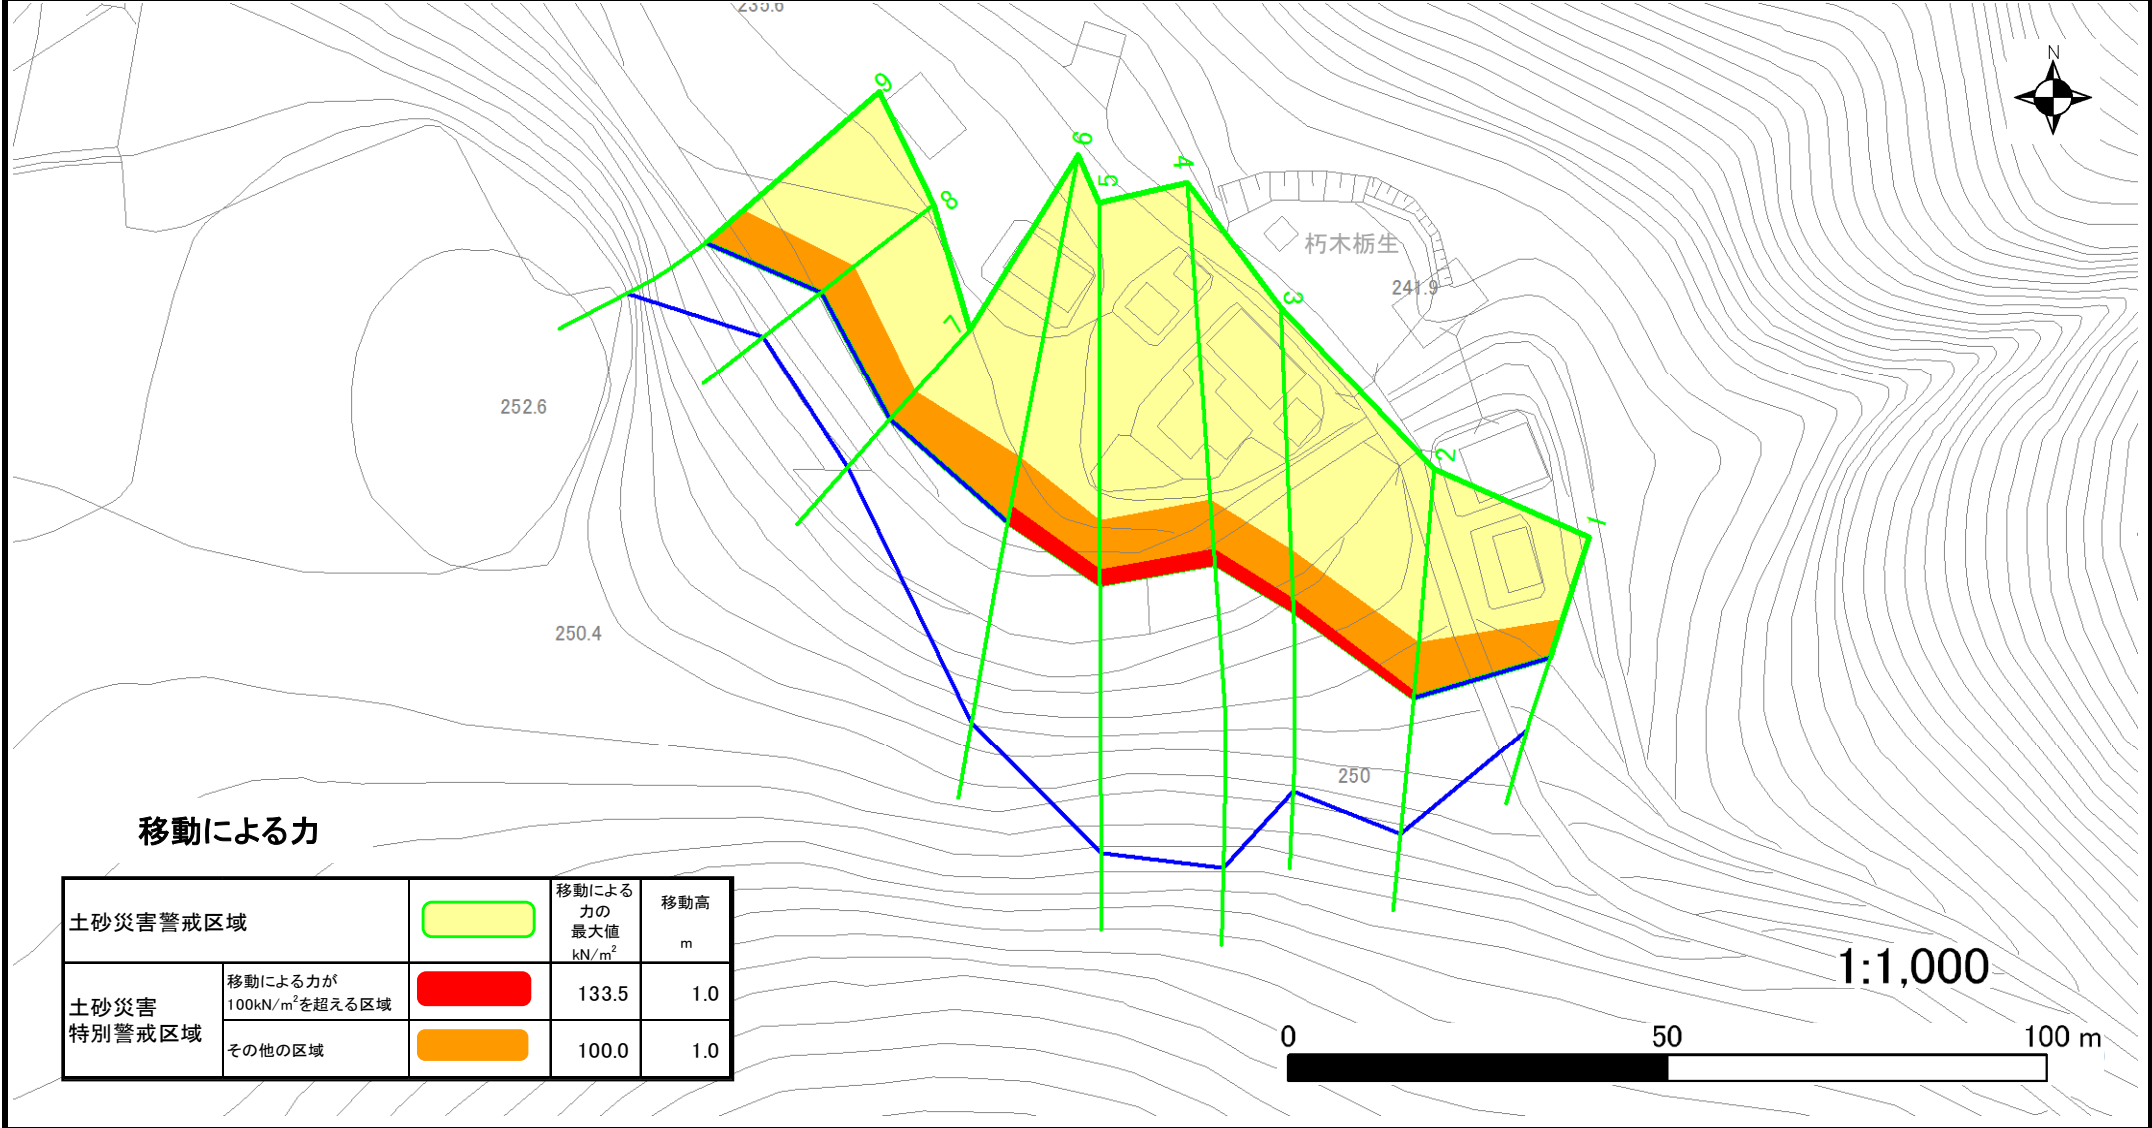 235.6
N
9
8
7
6
5
4
3
2
1
朽木栃生
241.9
252.6
250.4
250
移動による力
土砂災害警戒区域
移動による
力の
最大値
kN/m²
移動高
m
土砂災害
特別警戒区域
移動による力が
100kN/m²を超える区域
133.5
1.0
その他の区域
100.0
1.0
1:1,000
0 50 100 m